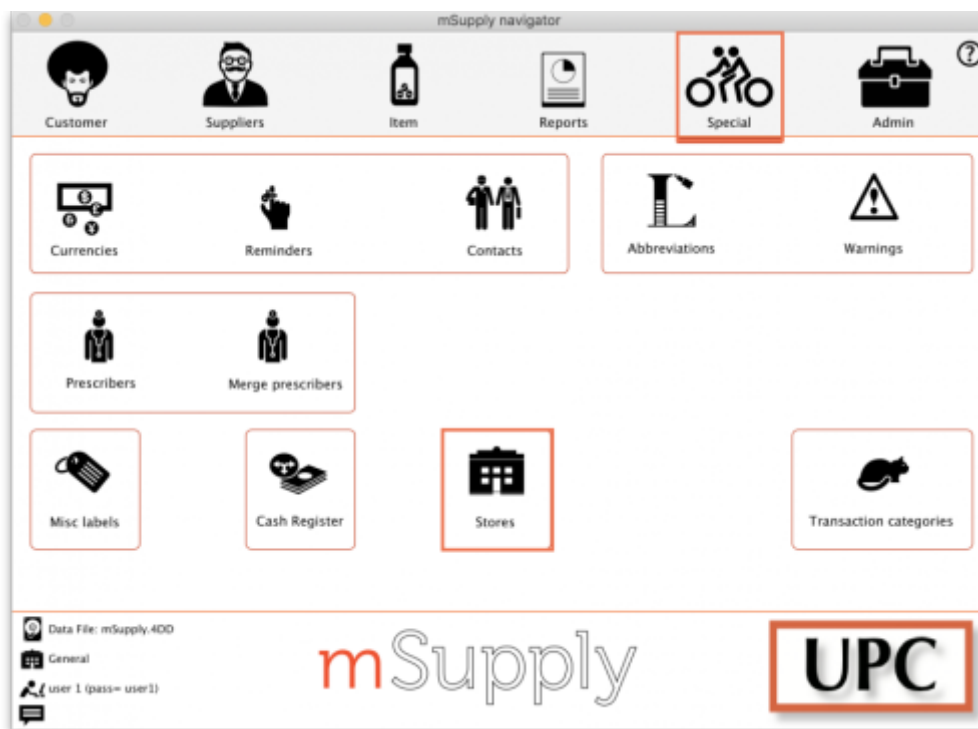 mSupply navigator
?
Customer
Suppliers
Item
Reports
Special
Admin
Currencies
Reminders
Contacts
Abbreviations
Warnings
Prescribers
Merge prescribers
Misc labels
Cash Register
Stores
Transaction categories
Data File: mSupply.4DD
General
user 1 (pass= user1)
mSupply
UPC